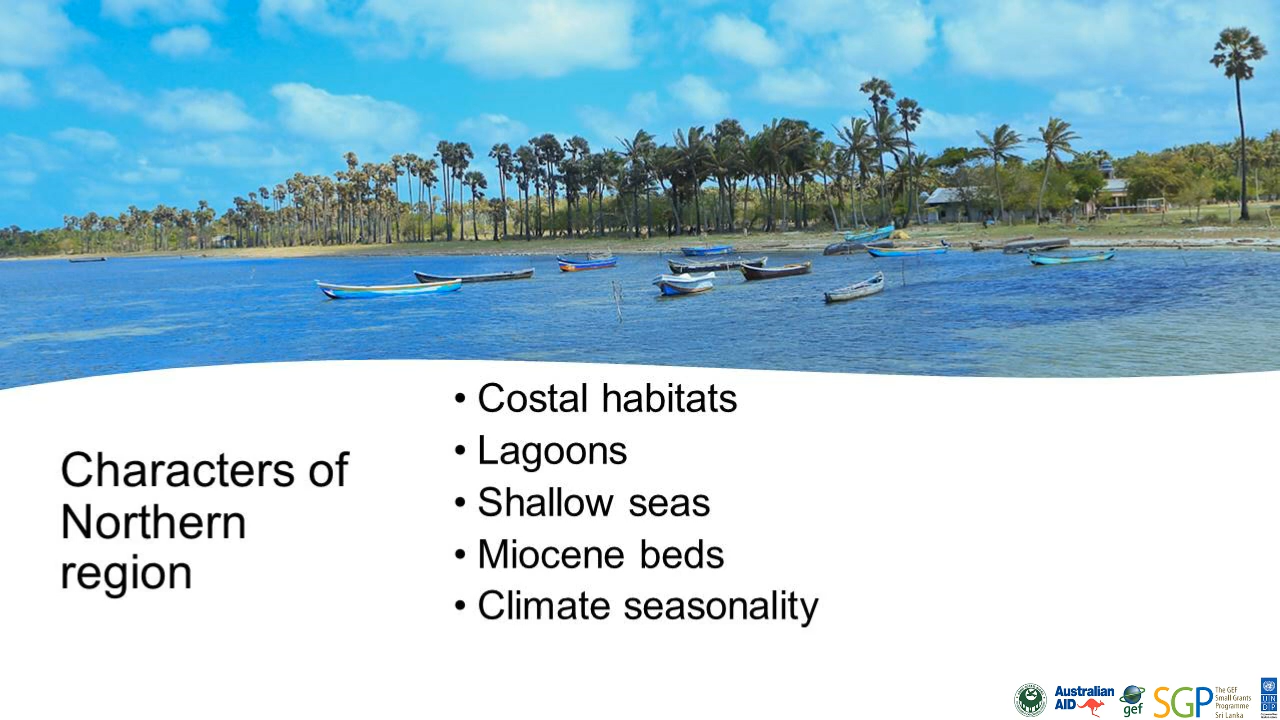 Characters of
Northern
region
• Costal habitats
• Lagoons
• Shallow seas
• Miocene beds
• Climate seasonality
Australian
AID
gef
SGP
The GEF
Small Grants
Programme
Sri Lanka
U N
D P